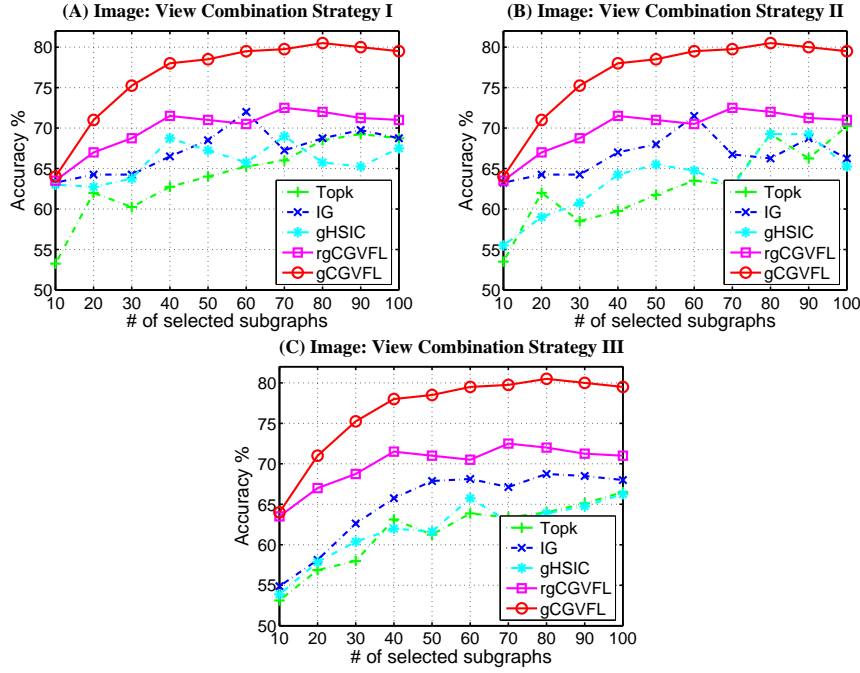 (A) Image: View Combination Strategy I
Accuracy %
80
75
70
65
60
55
50
10 20 30 40 50 60 70 80 90 100
# of selected subgraphs
Topk
IG
gHSIC
rgCGVFL
gCGVFL
(B) Image: View Combination Strategy II
Accuracy %
80
75
70
65
60
55
50
10 20 30 40 50 60 70 80 90 100
# of selected subgraphs
Topk
IG
gHSIC
rgCGVFL
gCGVFL
(C) Image: View Combination Strategy III
Accuracy %
80
75
70
65
60
55
50
10 20 30 40 50 60 70 80 90 100
# of selected subgraphs
Topk
IG
gHSIC
rgCGVFL
gCGVFL